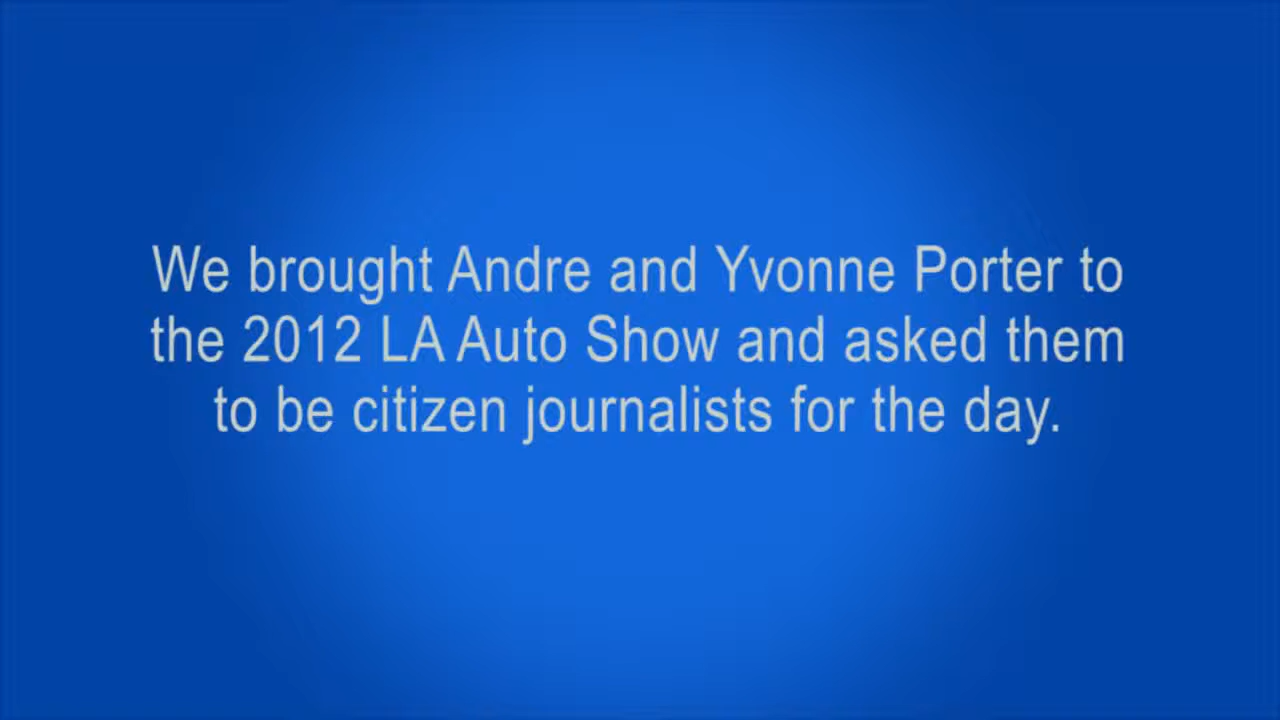 We brought Andre and Yvonne Porter to
the 2012 LA Auto Show and asked them
to be citizen journalists for the day.